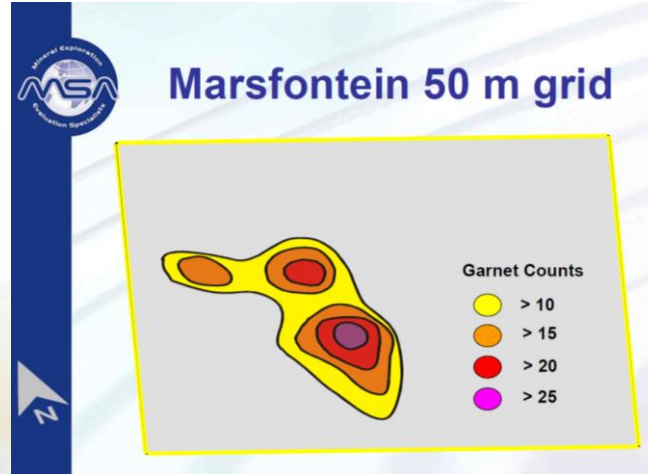 Mineral Exploration
MSA
Evaluation Specialists
Marsfontein 50 m grid
Garnet Counts
> 10
> 15
> 20
> 25
N